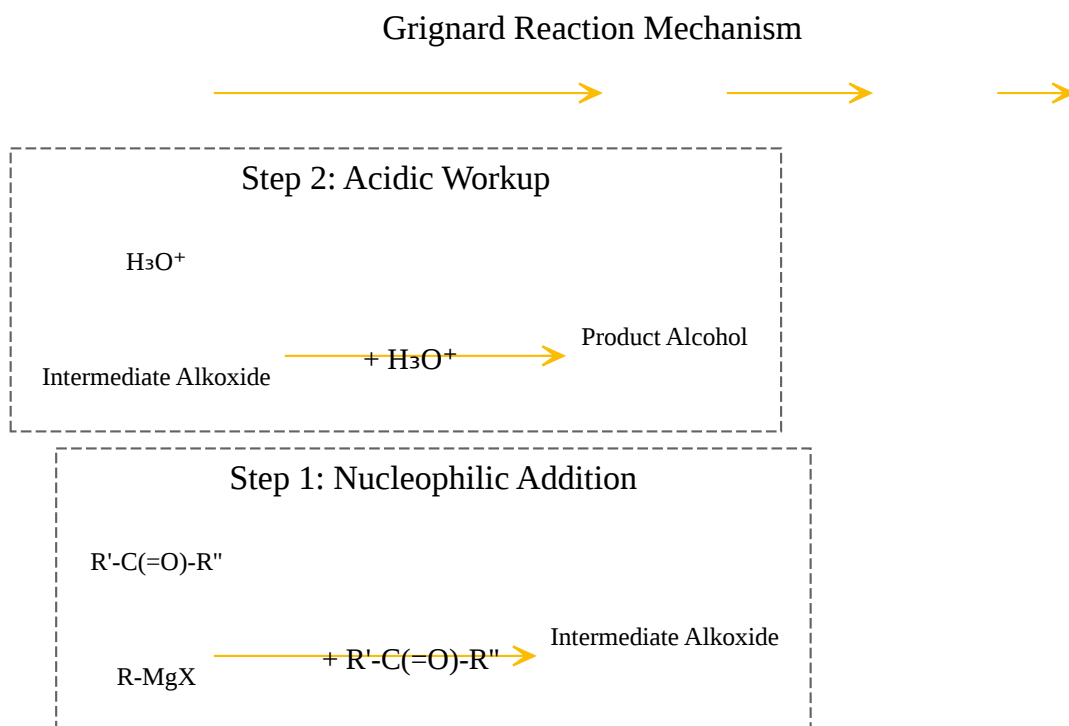 Grignard Reaction Mechanism
Step 2: Acidic Workup
H₃O⁺
Product Alcohol
+ H₃O⁺
Intermediate Alkoxide
Step 1: Nucleophilic Addition
R'-C(=O)-R"
Intermediate Alkoxide
+ R'-C(=O)-R"
R-MgX